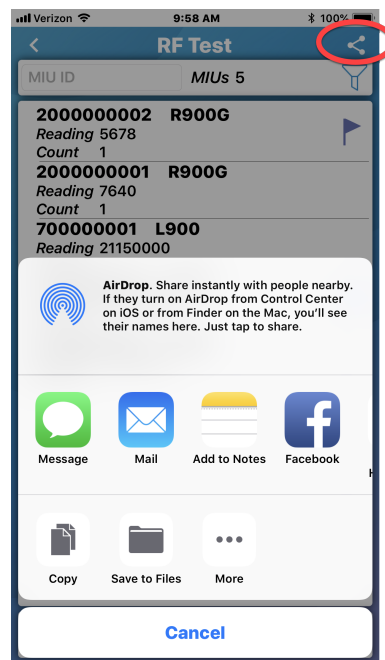 Verizon 9:58 AM 100%
RF Test
MIU ID MIUs 5
2000000002 R900G
Reading 5678
Count 1
2000000001 R900G
Reading 7640
Count 1
700000001 L900
Reading 21150000
AirDrop. Share instantly with people nearby.
If they turn on AirDrop from Control Center
on iOS or from Finder on the Mac, you'll see
their names here. Just tap to share.
Message Mail Add to Notes Facebook
Copy Save to Files More
Cancel